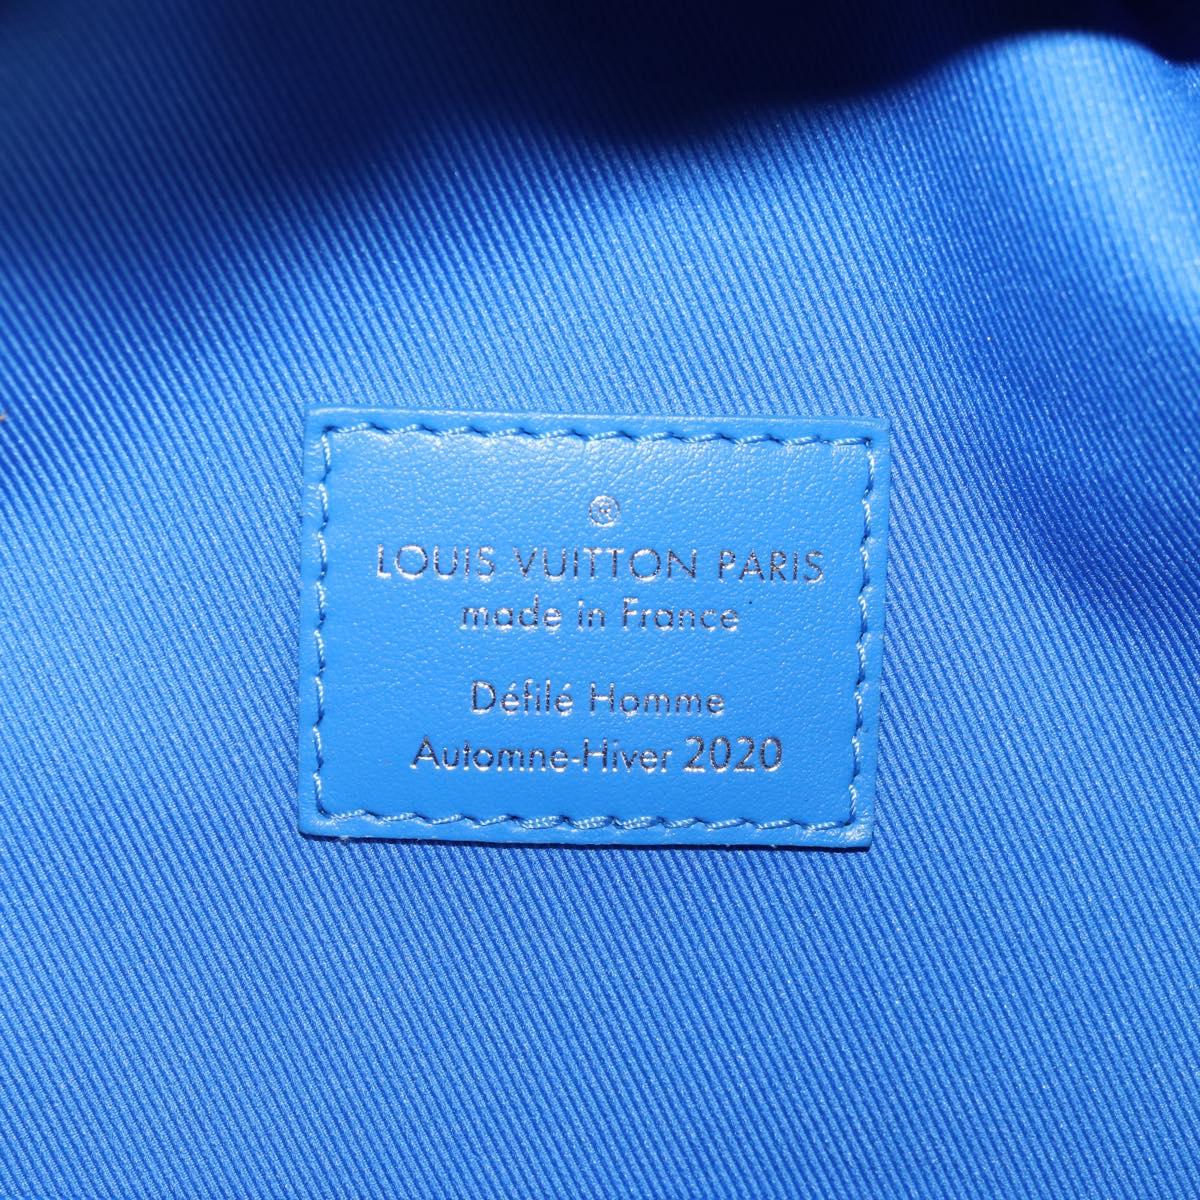 ®
LOUIS VUITTON PARIS
made in France
Défilé Homme
Automne-Hiver 2020